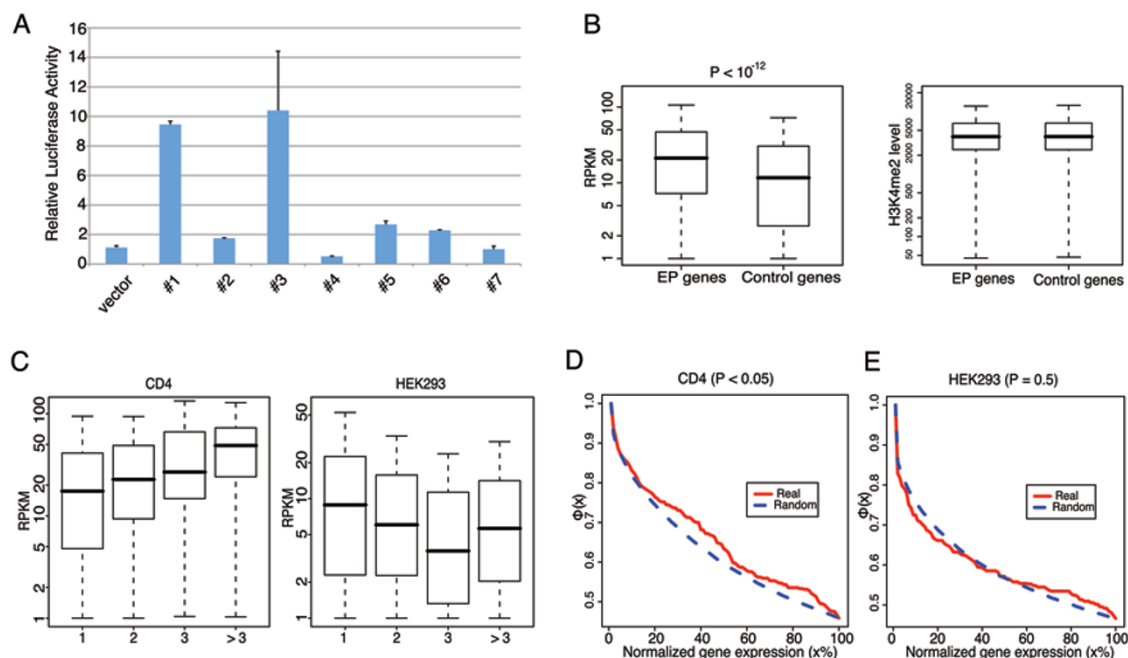 A
Relative Luciferase Activity
16
14
12
10
8
6
4
2
0
vector
#1
#2
#3
#4
#5
#6
#7
B
P < 10-12
RPKM
100
50
20
10
5
2
1
EP genes
Control genes
H3K4me2 level
20000
5000
2000
500
200
100
50
EP genes
Control genes
C
CD4
RPKM
100
50
20
10
5
2
1
1
2
3
>3
HEK293
RPKM
50
20
10
5
2
1
1
2
3
>3
D
CD4 (P < 0.05)
Φ(x)
1.0
0.9
0.8
0.7
0.6
0.5
Real
Random
0
20
40
60
80
100
Normalized gene expression (x%)
E
HEK293 (P = 0.5)
Φ(x)
1.0
0.9
0.8
0.7
0.6
0.5
Real
Random
0
20
40
60
80
100
Normalized gene expression (x%)